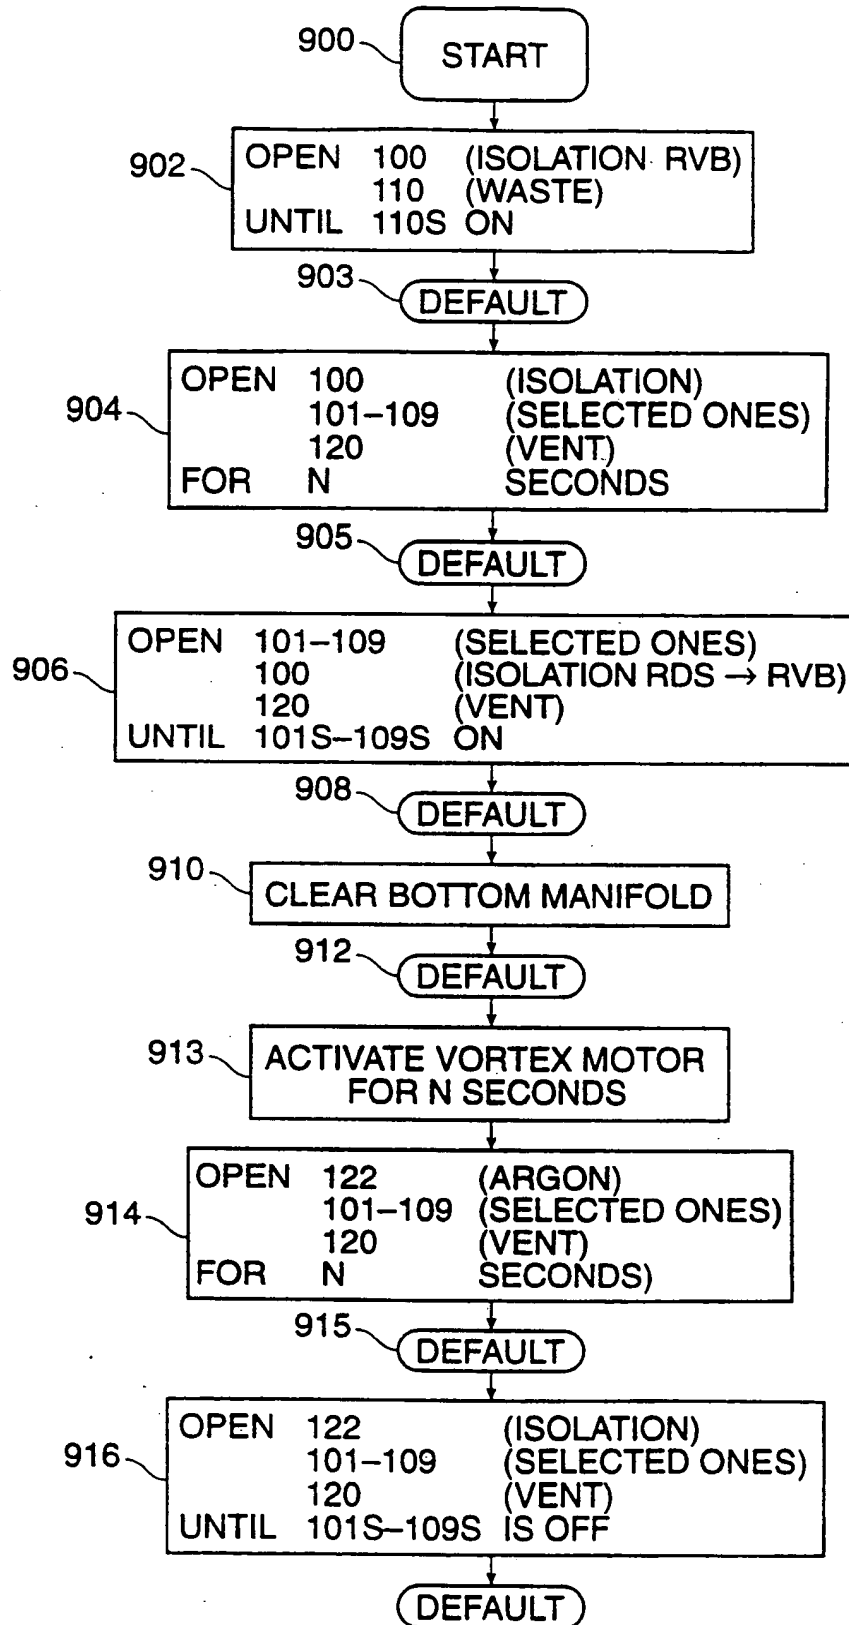 900
START
902
OPEN 100 (ISOLATION RVB)
110 (WASTE)
UNTIL 110S ON
903
DEFAULT
904
OPEN 100 (ISOLATION)
101–109 (SELECTED ONES)
120 (VENT)
FOR N SECONDS
905
DEFAULT
906
OPEN 101–109 (SELECTED ONES)
100 (ISOLATION RDS → RVB)
120 (VENT)
UNTIL 101S–109S ON
908
DEFAULT
910
CLEAR BOTTOM MANIFOLD
912
DEFAULT
913
ACTIVATE VORTEX MOTOR
FOR N SECONDS
914
OPEN 122 (ARGON)
101–109 (SELECTED ONES)
120 (VENT)
FOR N SECONDS)
915
DEFAULT
916
OPEN 122 (ISOLATION)
101–109 (SELECTED ONES)
120 (VENT)
UNTIL 101S–109S IS OFF
DEFAULT